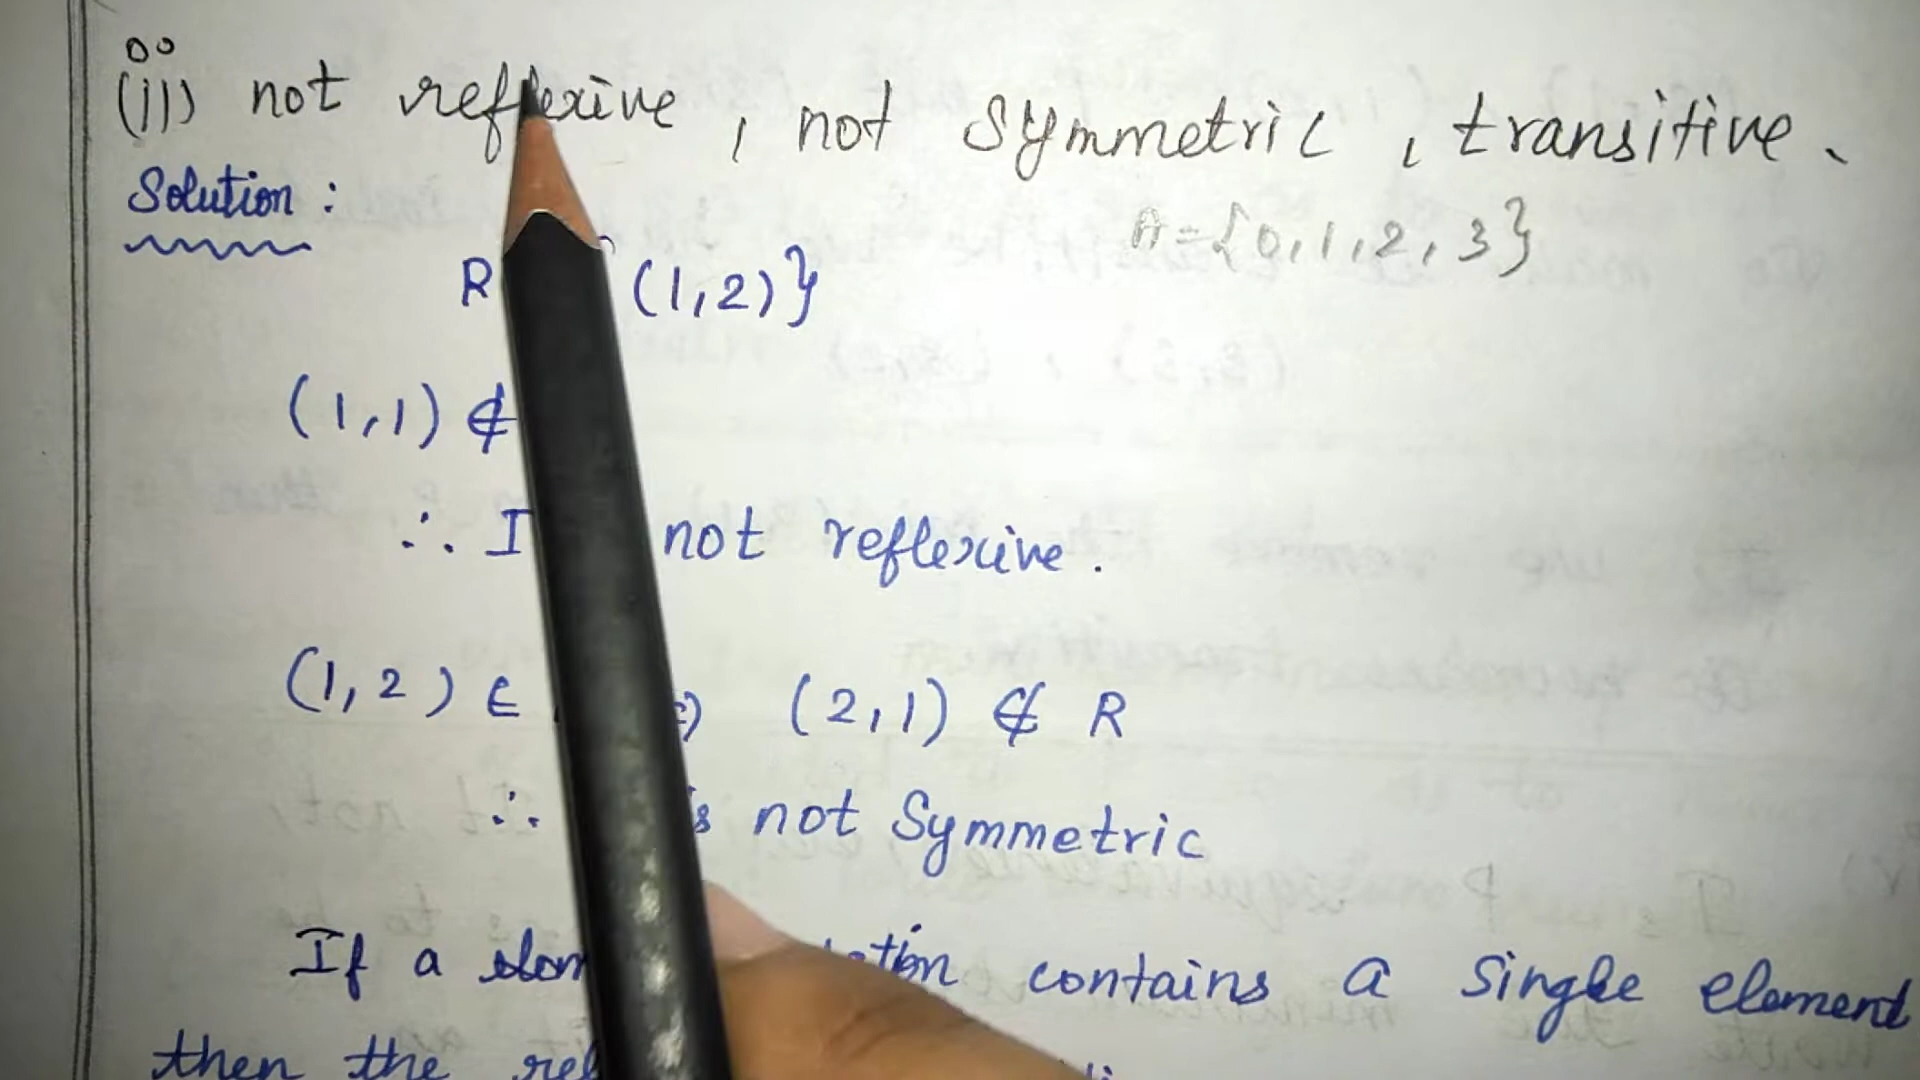 (ii) not reflexive, not Symmetric, transitive.
Solution:
A={0,1,2,3}
R (1,2)}
(1,1) ∉
∴ I not reflexive.
(1,2) ∈ (2,1) ∉ R
∴ is not Symmetric
If a contains a Single element
then the